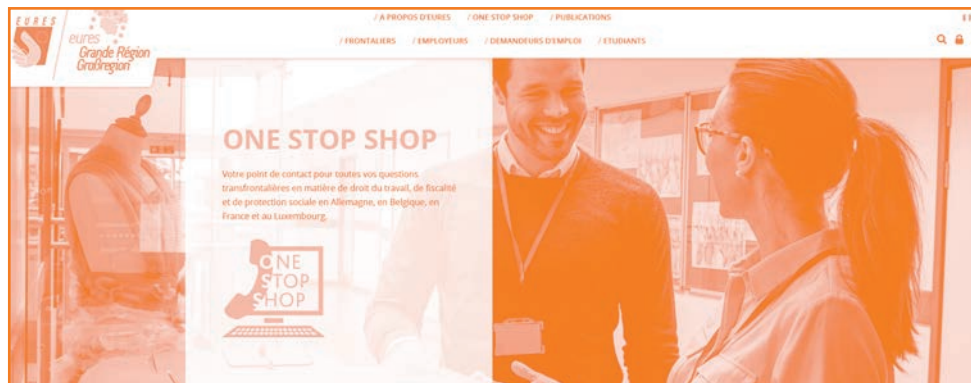 EURES
eures
Grande Région
Großregion
/ A PROPOS D'EURES / ONE STOP SHOP / PUBLICATIONS
/ FRONTALIERS / EMPLOYEURS / DEMANDEURS D'EMPLOI / ETUDIANTS
ONE STOP SHOP
Votre point de contact pour toutes vos questions
transfrontalières en matière de droit du travail, de fiscalité
et de protection sociale en Allemagne, en Belgique, en
France et au Luxembourg.
ONE
STOP
SHOP